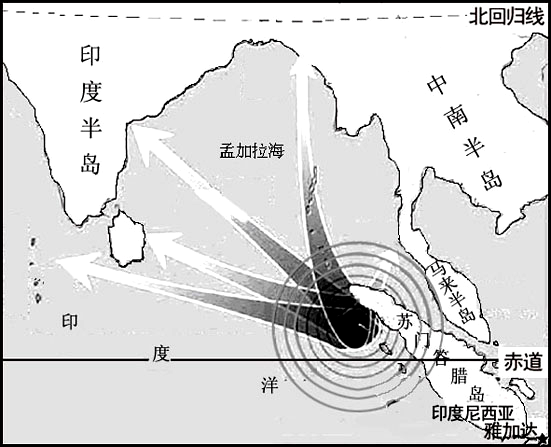 北回归线
印度半岛
中南半岛
孟加拉海
马来半岛
印度洋
苏门答腊岛
赤道
印度尼西亚
雅加达